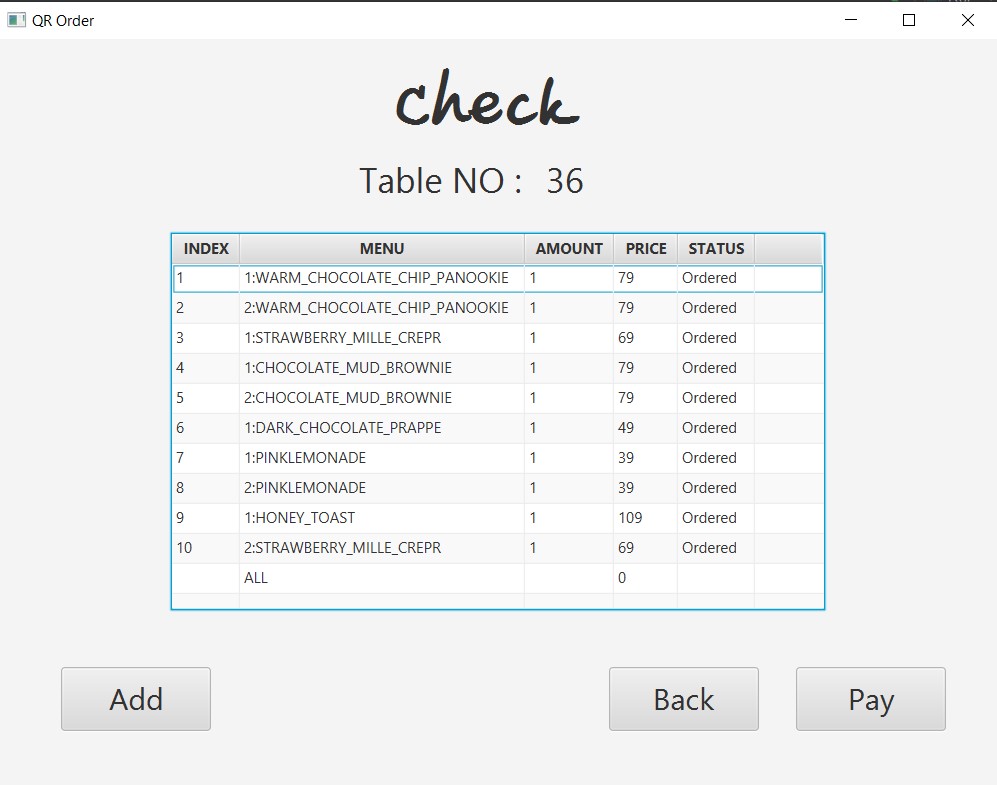 QR Order
Check
Table NO : 36
INDEX MENU AMOUNT PRICE STATUS
1 1:WARM_CHOCOLATE_CHIP_PANOOKIE 1 79 Ordered
2 2:WARM_CHOCOLATE_CHIP_PANOOKIE 1 79 Ordered
3 1:STRAWBERRY_MILLE_CREPR 1 69 Ordered
4 1:CHOCOLATE_MUD_BROWNIE 1 79 Ordered
5 2:CHOCOLATE_MUD_BROWNIE 1 79 Ordered
6 1:DARK_CHOCOLATE_PRAPPE 1 49 Ordered
7 1:PINKLEMONADE 1 39 Ordered
8 2:PINKLEMONADE 1 39 Ordered
9 1:HONEY_TOAST 1 109 Ordered
10 2:STRAWBERRY_MILLE_CREPR 1 69 Ordered
ALL 0
Add Back Pay